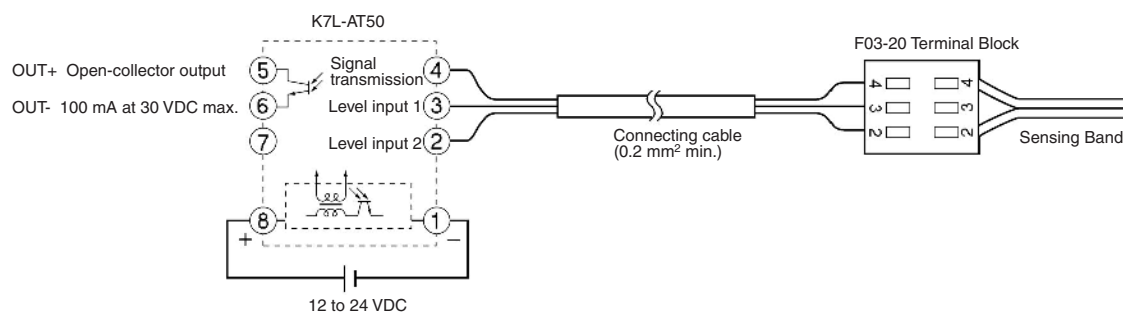 K7L-AT50
F03-20 Terminal Block
OUT+ Open-collector output
5
Signal
transmission
4
OUT- 100 mA at 30 VDC max.
6
Level input 1
3
7
Level input 2
2
4
3
2
4
3
2
Connecting cable
(0.2 mm² min.)
Sensing Band
8
1
+
−
12 to 24 VDC